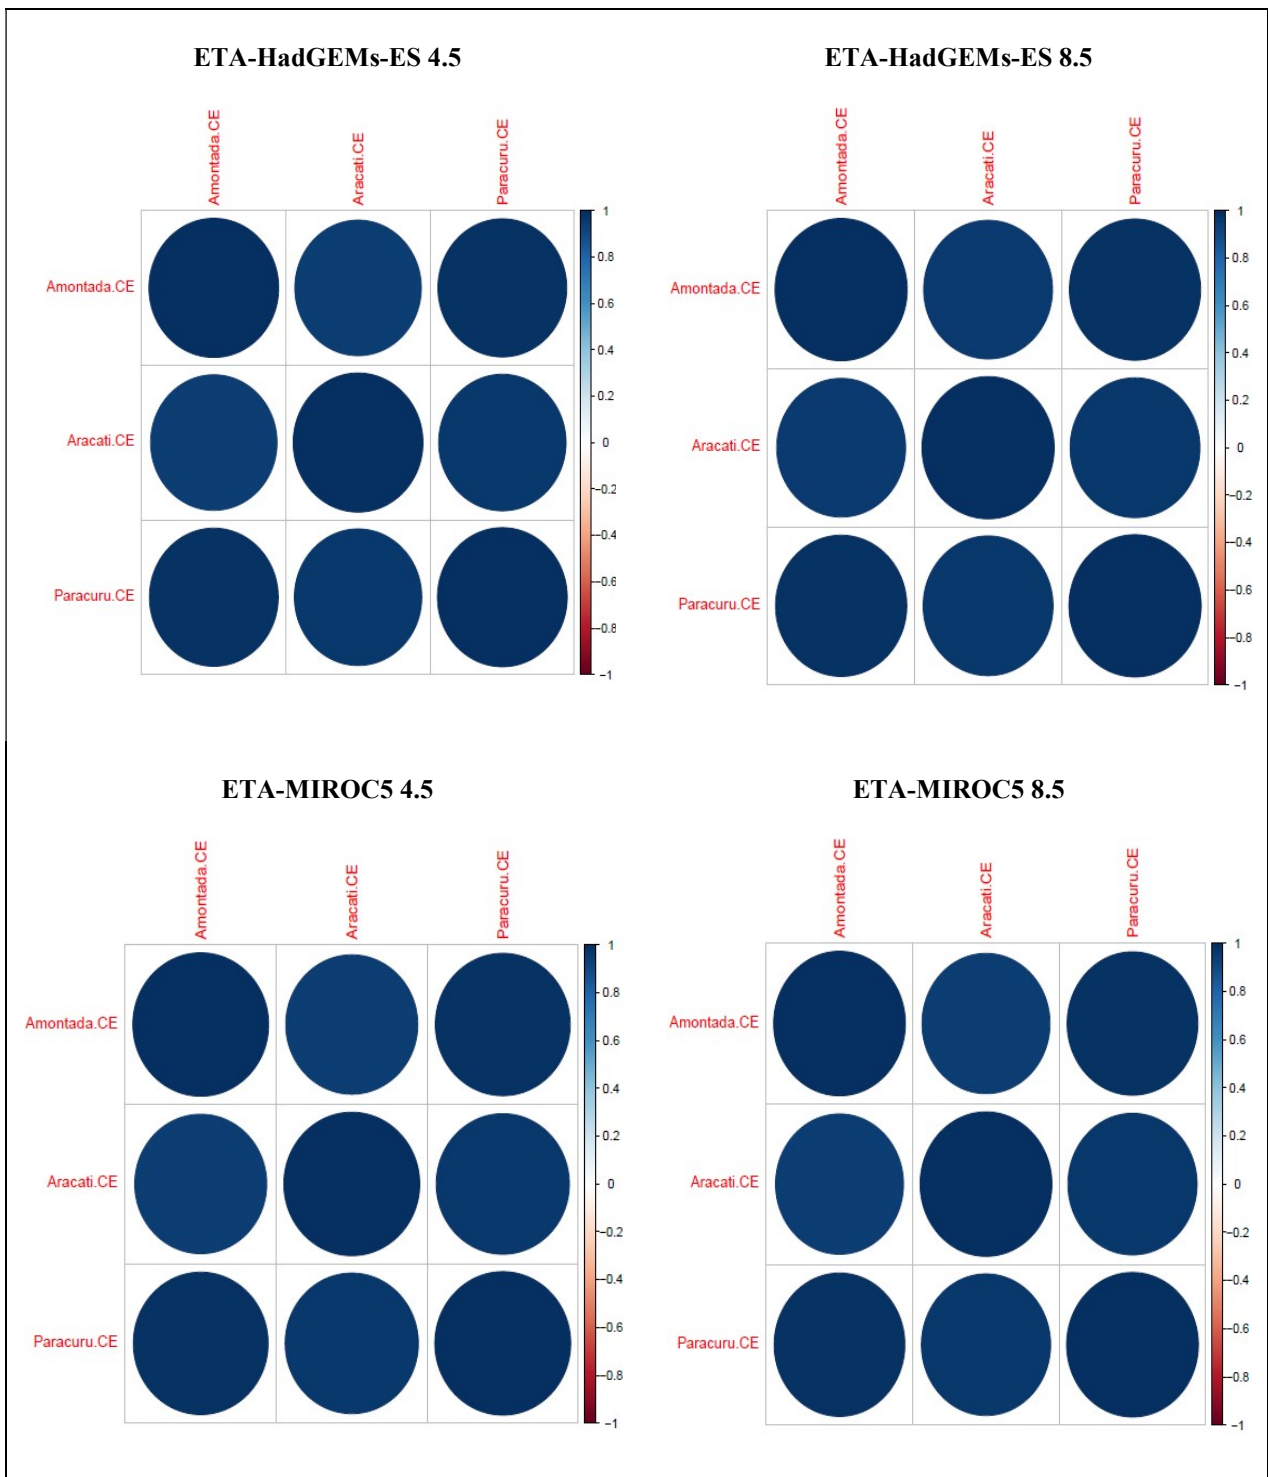 ETA-HadGEMs-ES 4.5
Amontada.CE
Aracati.CE
Paracuru.CE
Amontada.CE
Aracati.CE
Paracuru.CE
1
0.8
0.6
0.4
0.2
0
−0.2
−0.4
−0.6
−0.8
−1
ETA-HadGEMs-ES 8.5
Amontada.CE
Aracati.CE
Paracuru.CE
Amontada.CE
Aracati.CE
Paracuru.CE
1
0.8
0.6
0.4
0.2
0
−0.2
−0.4
−0.6
−0.8
−1
ETA-MIROC5 4.5
Amontada.CE
Aracati.CE
Paracuru.CE
Amontada.CE
Aracati.CE
Paracuru.CE
1
0.8
0.6
0.4
0.2
0
−0.2
−0.4
−0.6
−0.8
−1
ETA-MIROC5 8.5
Amontada.CE
Aracati.CE
Paracuru.CE
Amontada.CE
Aracati.CE
Paracuru.CE
1
0.8
0.6
0.4
0.2
0
−0.2
−0.4
−0.6
−0.8
−1